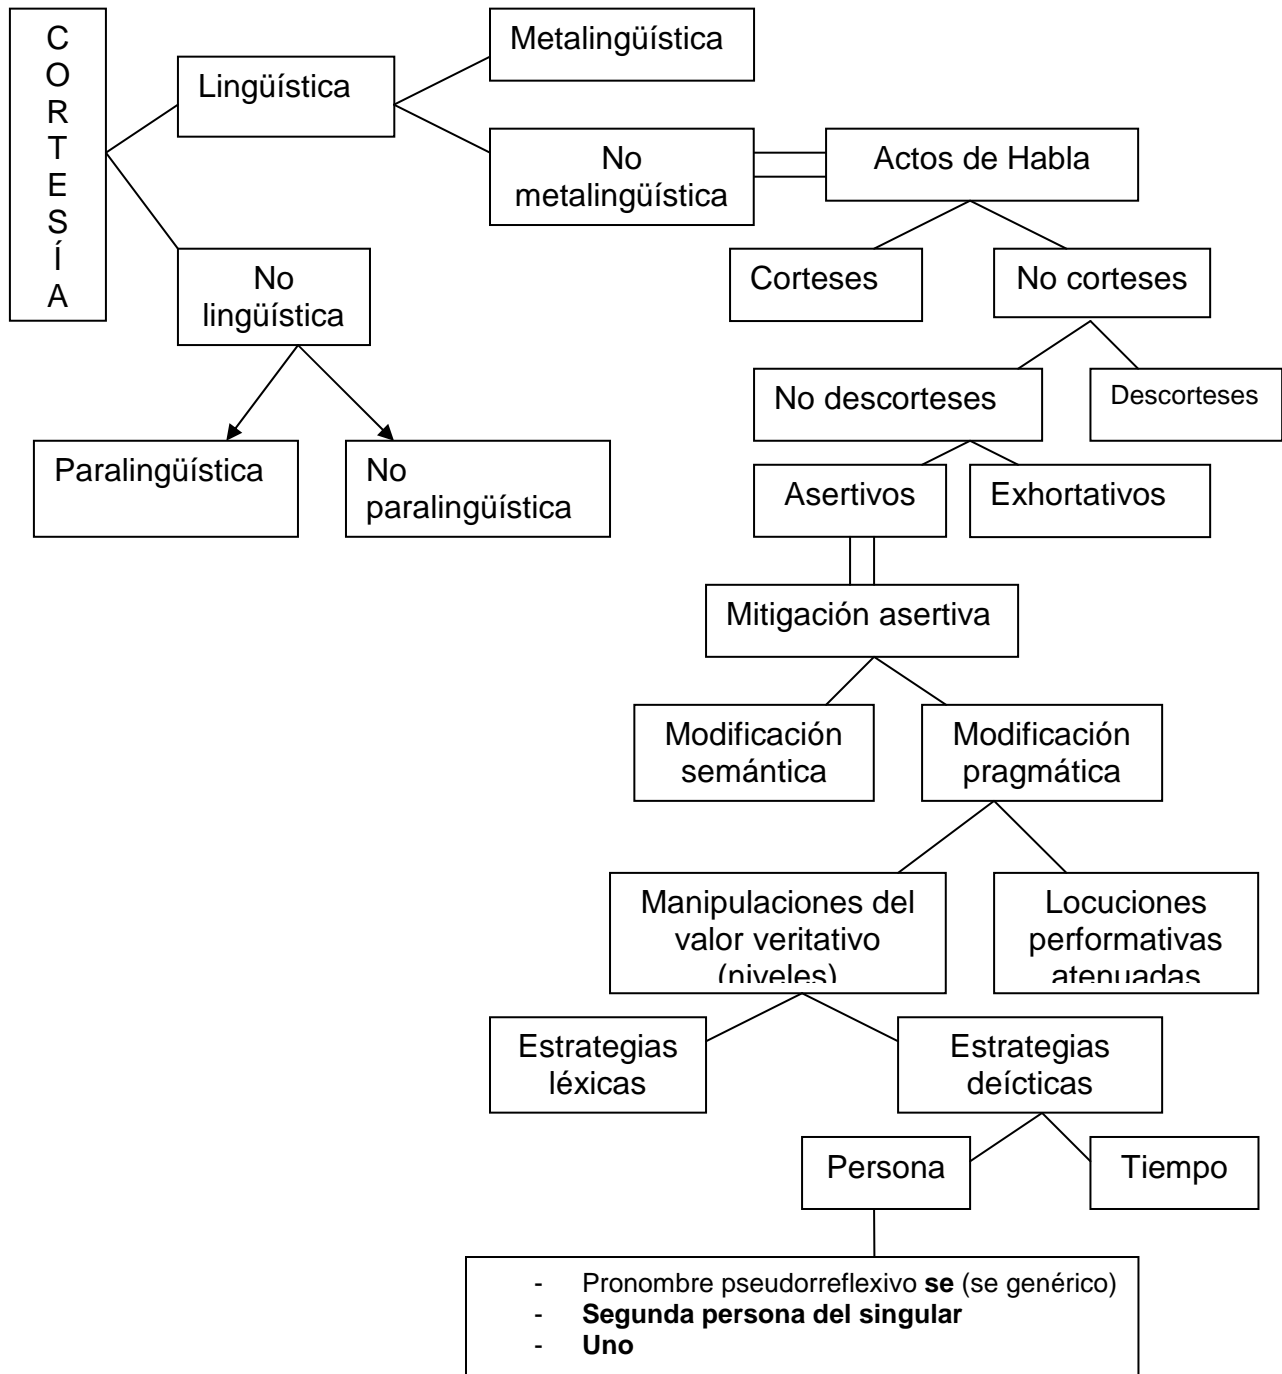 C
O
R
T
E
S
Í
A
Lingüística
Metalingüística
No
metalingüística
Actos de Habla
Corteses
No corteses
No
lingüística
No descorteses
Descorteses
Paralingüística
No
paralingüística
Asertivos
Exhortativos
Mitigación asertiva
Modificación
semántica
Modificación
pragmática
Manipulaciones del
valor veritativo
(niveles)
Locuciones
performativas
atenuadas
Estrategias
léxicas
Estrategias
deícticas
Persona
Tiempo
- Pronombre pseudorreflexivo se (se genérico)
- Segunda persona del singular
- Uno